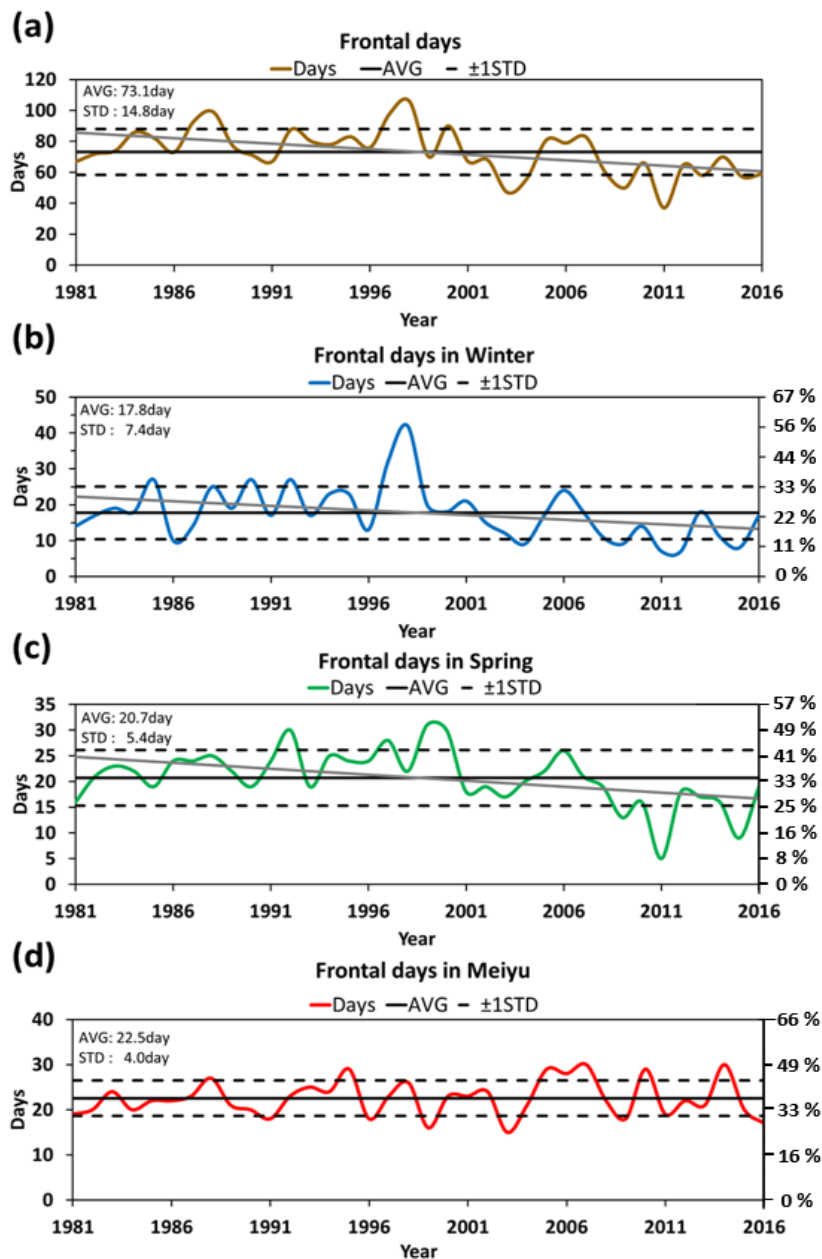 (a)
Frontal days
Days AVG ±1STD
AVG: 73.1day
STD : 14.8day
120
100
80
60
40
20
0
Days
1981 1986 1991 1996 2001 2006 2011 2016
Year
(b)
Frontal days in Winter
Days AVG ±1STD
AVG: 17.8day
STD : 7.4day
50
40
30
20
10
0
Days
67 %
56 %
44 %
33 %
22 %
11 %
0 %
1981 1986 1991 1996 2001 2006 2011 2016
Year
(c)
Frontal days in Spring
Days AVG ±1STD
AVG: 20.7day
STD : 5.4day
35
30
25
20
15
10
5
0
Days
57 %
49 %
41 %
33 %
25 %
16 %
8 %
0 %
1981 1986 1991 1996 2001 2006 2011 2016
Year
(d)
Frontal days in Meiyu
Days AVG ±1STD
AVG: 22.5day
STD : 4.0day
40
30
20
10
0
Days
66 %
49 %
33 %
16 %
0 %
1981 1986 1991 1996 2001 2006 2011 2016
Year